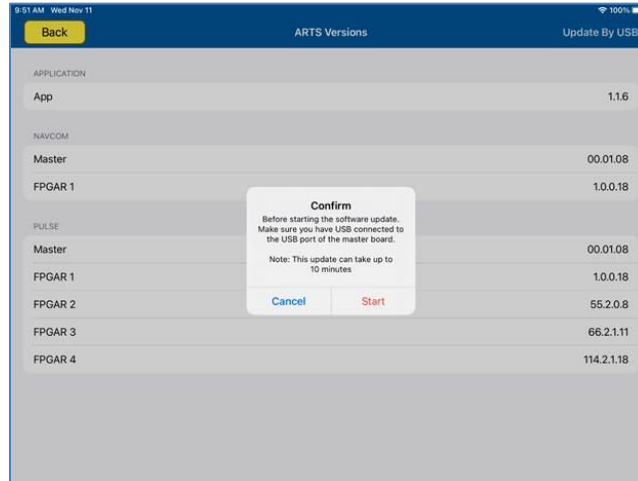 9:51 AM Wed Nov 11 100%
Back ARTS Versions Update By USB
APPLICATION
App 1.1.6
NAVCOM
Master 00.01.08
FPGAR 1 1.0.0.18
PULSE
Master 00.01.08
FPGAR 1 1.0.0.18
FPGAR 2 55.2.0.8
FPGAR 3 66.2.1.11
FPGAR 4 114.2.1.18
Confirm
Before starting the software update.
Make sure you have USB connected to
the USB port of the master board.
Note: This update can take up to
10 minutes
Cancel Start